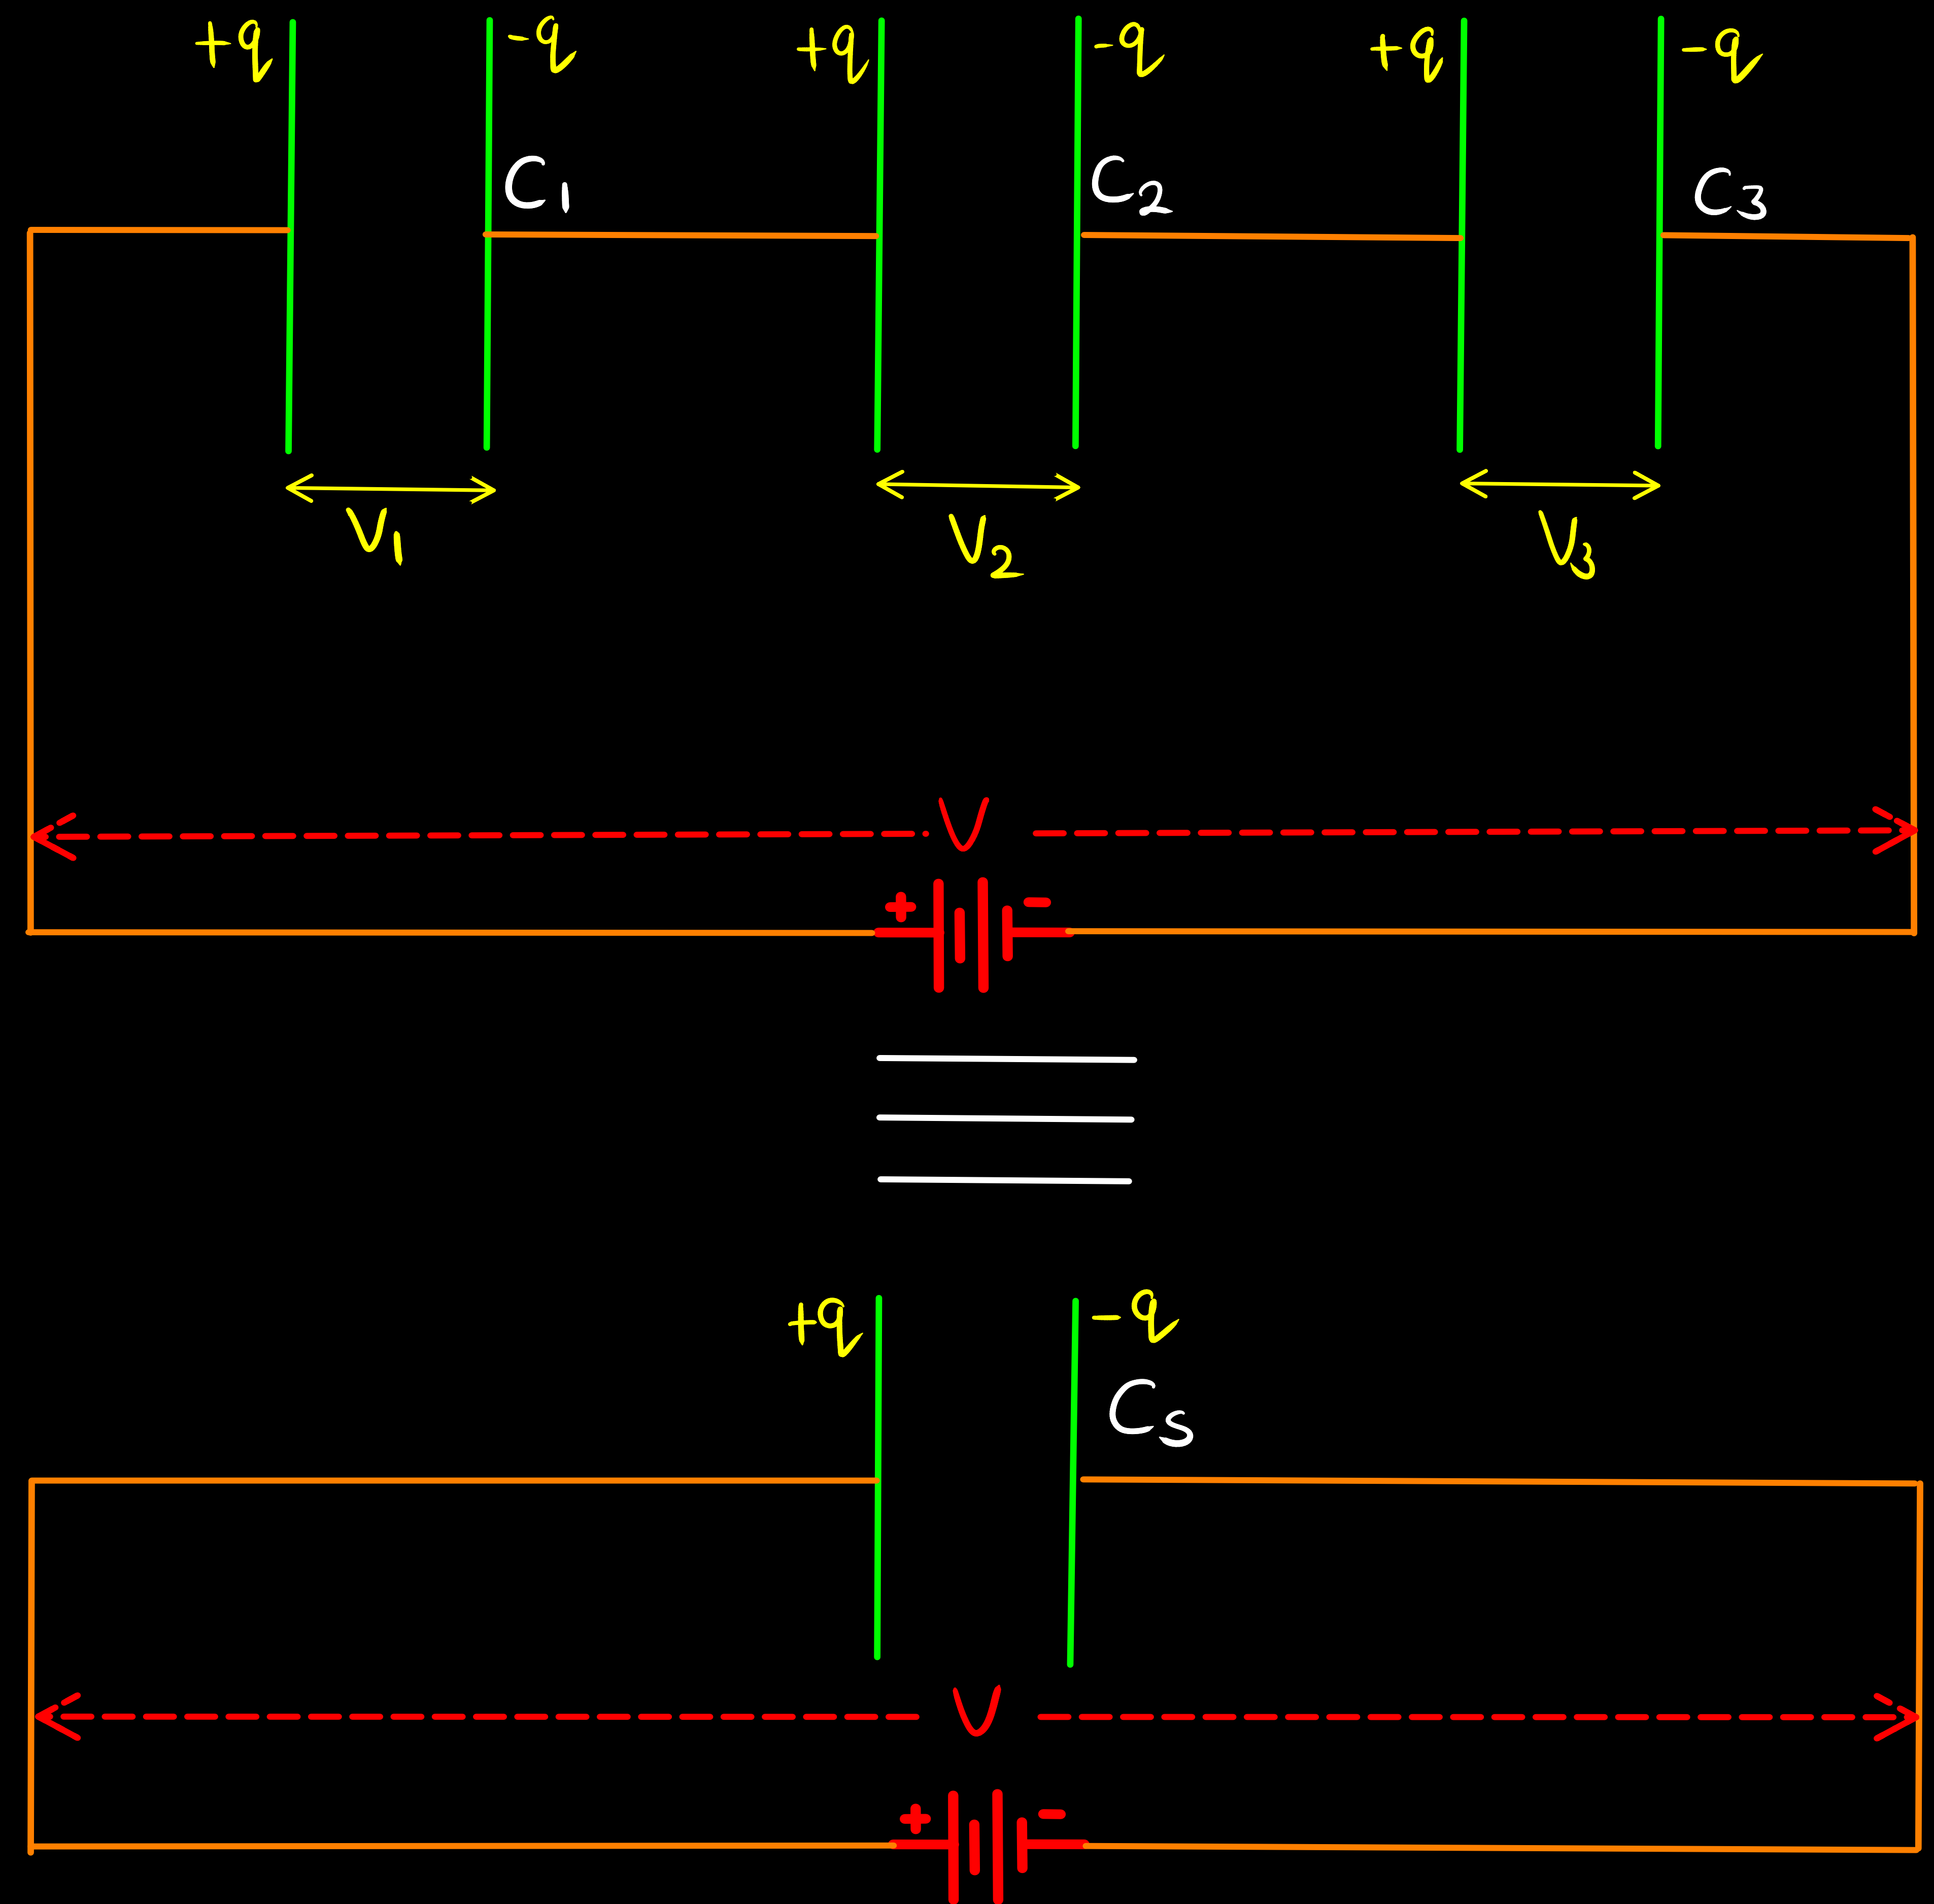 +q -q +q -q +q -q
C1 C2 C3
V1 V2 V3
V
+ -
+q -q
Cs
V
+ -